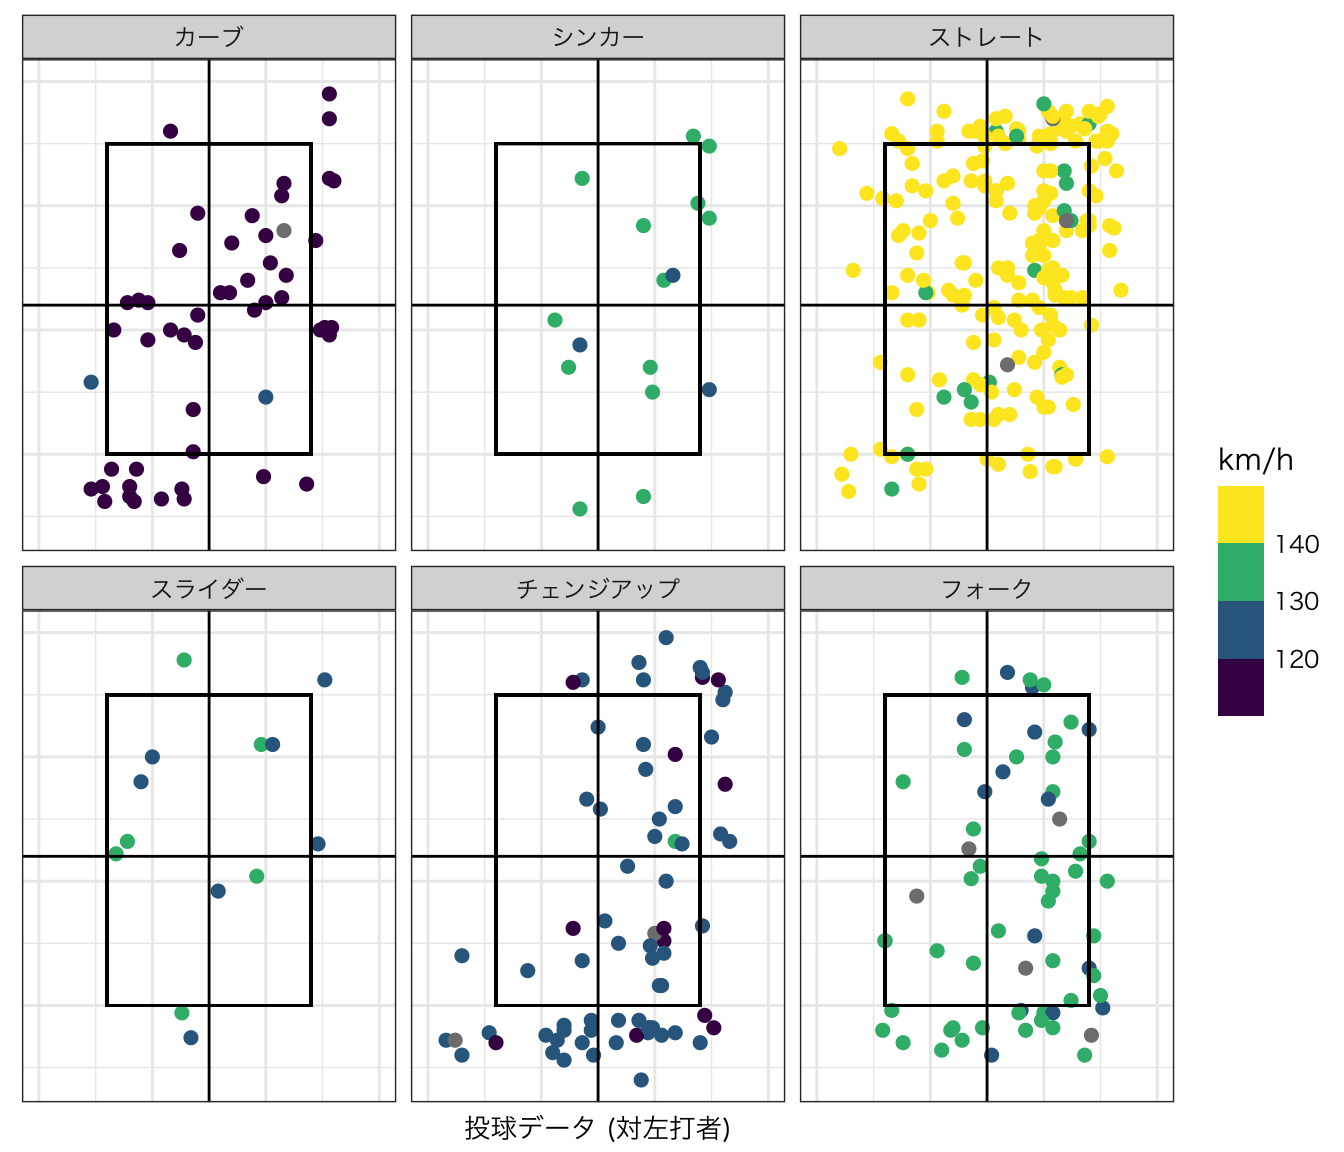 カーブ
シンカー
ストレート
スライダー
チェンジアップ
フォーク
km/h
140
130
120
投球データ (対左打者)